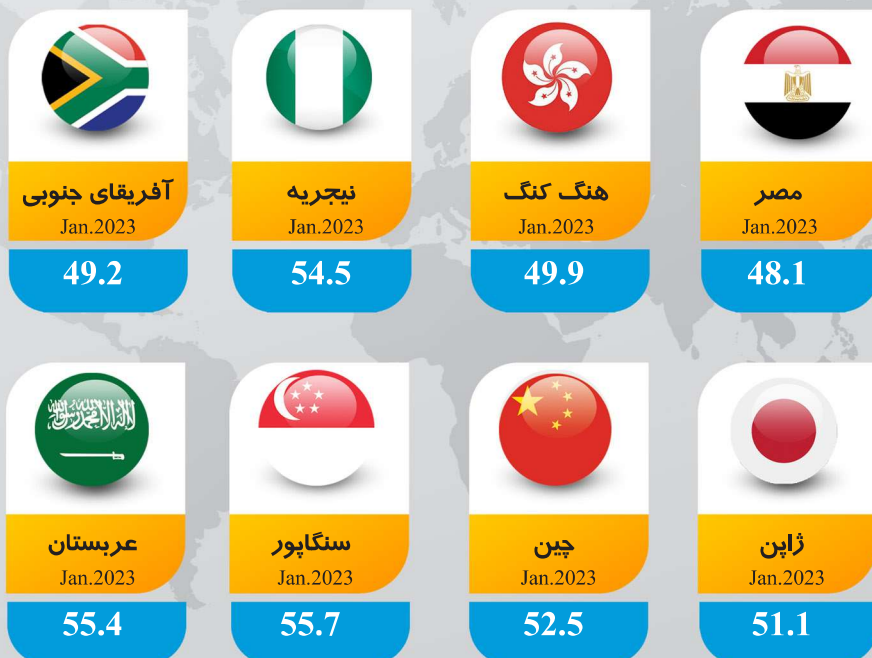 مصر
Jan.2023
48.1
هنگ کنگ
Jan.2023
49.9
نیجریه
Jan.2023
54.5
آفریقای جنوبی
Jan.2023
49.2
ژاپن
Jan.2023
51.1
چین
Jan.2023
52.5
سنگاپور
Jan.2023
55.7
عربستان
Jan.2023
55.4